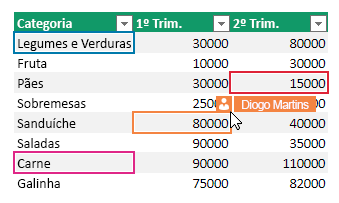 Categoria 1º Trim. 2º Trim.
Legumes e Verduras 30000 80000
Fruta 10000 30000
Pães 30000 15000
Sobremesas Diogo Martins
Sanduíche 80000 40000
Saladas 90000 35000
Carne 90000 110000
Galinha 75000 82000